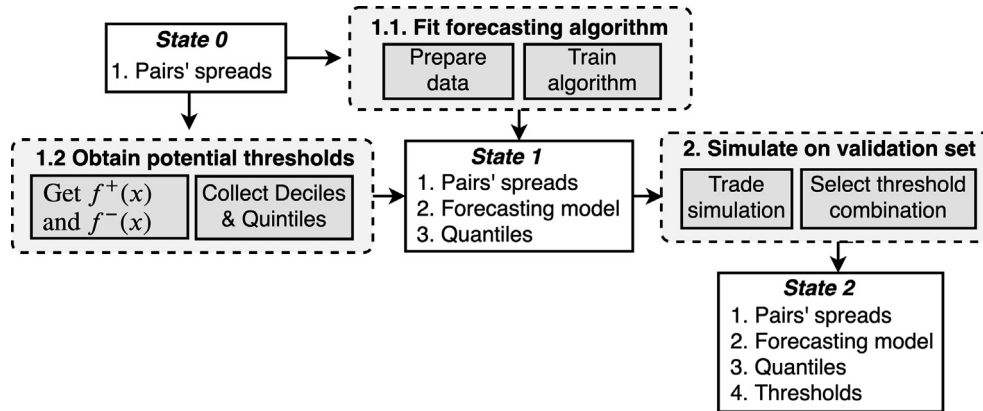 State 0
1. Pairs' spreads
1.1. Fit forecasting algorithm
Prepare
data
Train
algorithm
1.2 Obtain potential thresholds
Get f⁺(x)
and f⁻(x)
Collect Deciles
& Quintiles
State 1
1. Pairs' spreads
2. Forecasting model
3. Quantiles
2. Simulate on validation set
Trade
simulation
Select threshold
combination
State 2
1. Pairs' spreads
2. Forecasting model
3. Quantiles
4. Thresholds